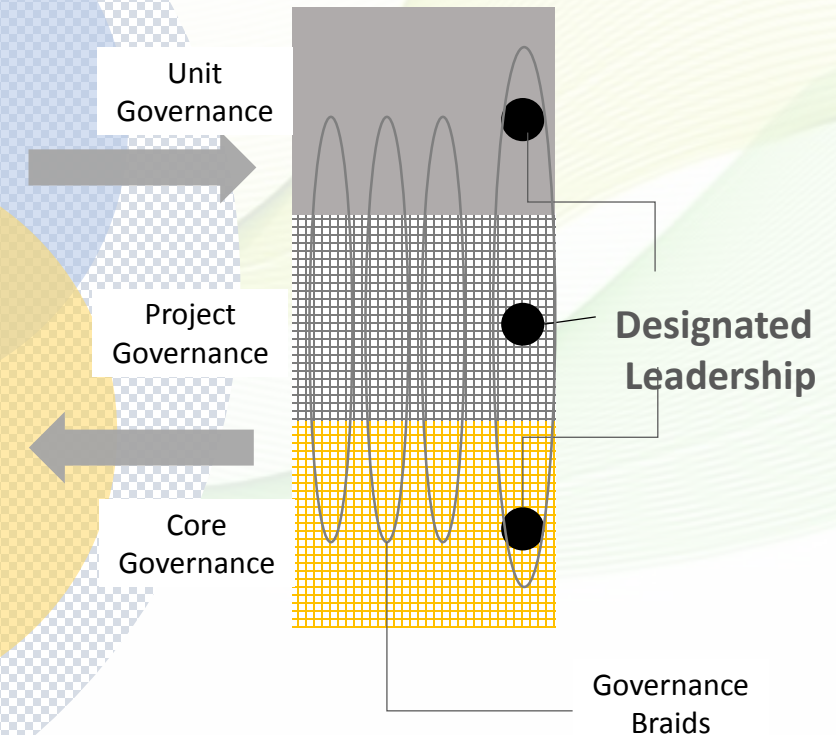 Unit
Governance
Project
Governance
Designated
Leadership
Core
Governance
Governance
Braids